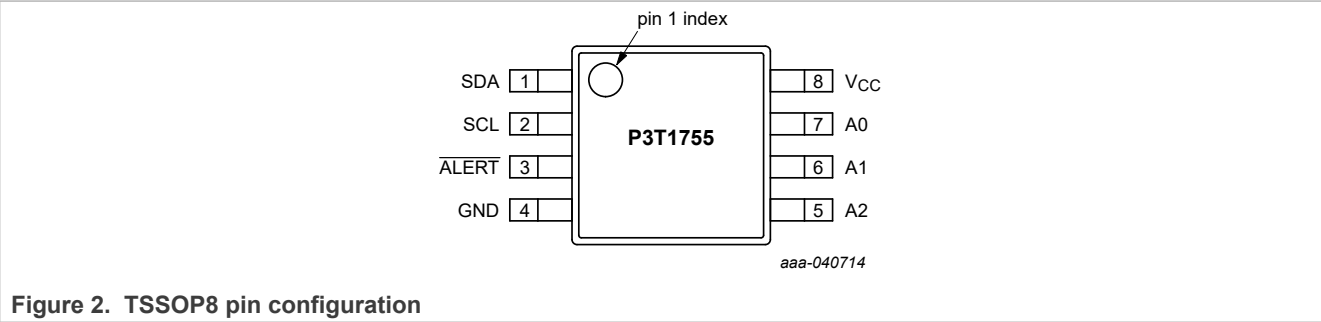 pin 1 index
SDA 1 8 VCC
SCL 2 7 A0
P3T1755
ALERT 3 6 A1
GND 4 5 A2
aaa-040714
Figure 2. TSSOP8 pin configuration